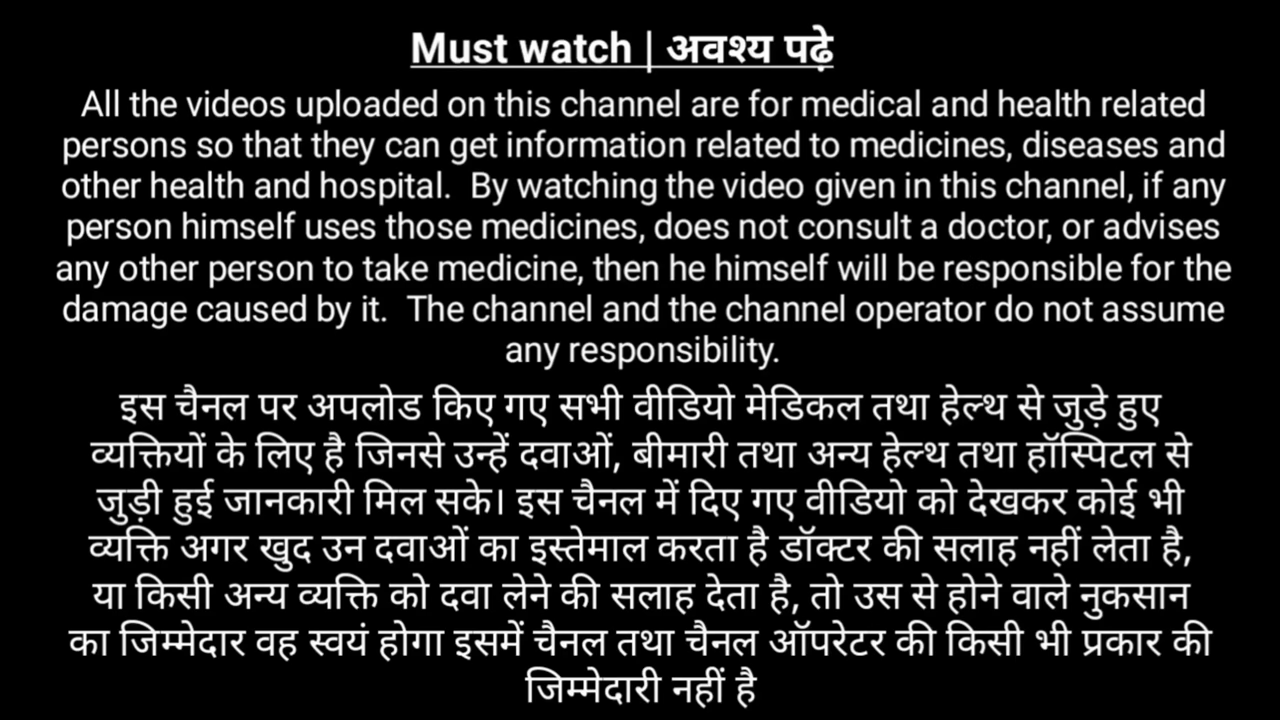 Must watch | अवश्य पढ़े
All the videos uploaded on this channel are for medical and health related
persons so that they can get information related to medicines, diseases and
other health and hospital.  By watching the video given in this channel, if any
person himself uses those medicines, does not consult a doctor, or advises
any other person to take medicine, then he himself will be responsible for the
damage caused by it.  The channel and the channel operator do not assume
any responsibility.
इस चैनल पर अपलोड किए गए सभी वीडियो मेडिकल तथा हेल्थ से जुड़े हुए
व्यक्तियों के लिए है जिनसे उन्हें दवाओं, बीमारी तथा अन्य हेल्थ तथा हॉस्पिटल से
जुड़ी हुई जानकारी मिल सके। इस चैनल में दिए गए वीडियो को देखकर कोई भी
व्यक्ति अगर खुद उन दवाओं का इस्तेमाल करता है डॉक्टर की सलाह नहीं लेता है,
या किसी अन्य व्यक्ति को दवा लेने की सलाह देता है, तो उस से होने वाले नुकसान
का जिम्मेदार वह स्वयं होगा इसमें चैनल तथा चैनल ऑपरेटर की किसी भी प्रकार की
जिम्मेदारी नहीं है